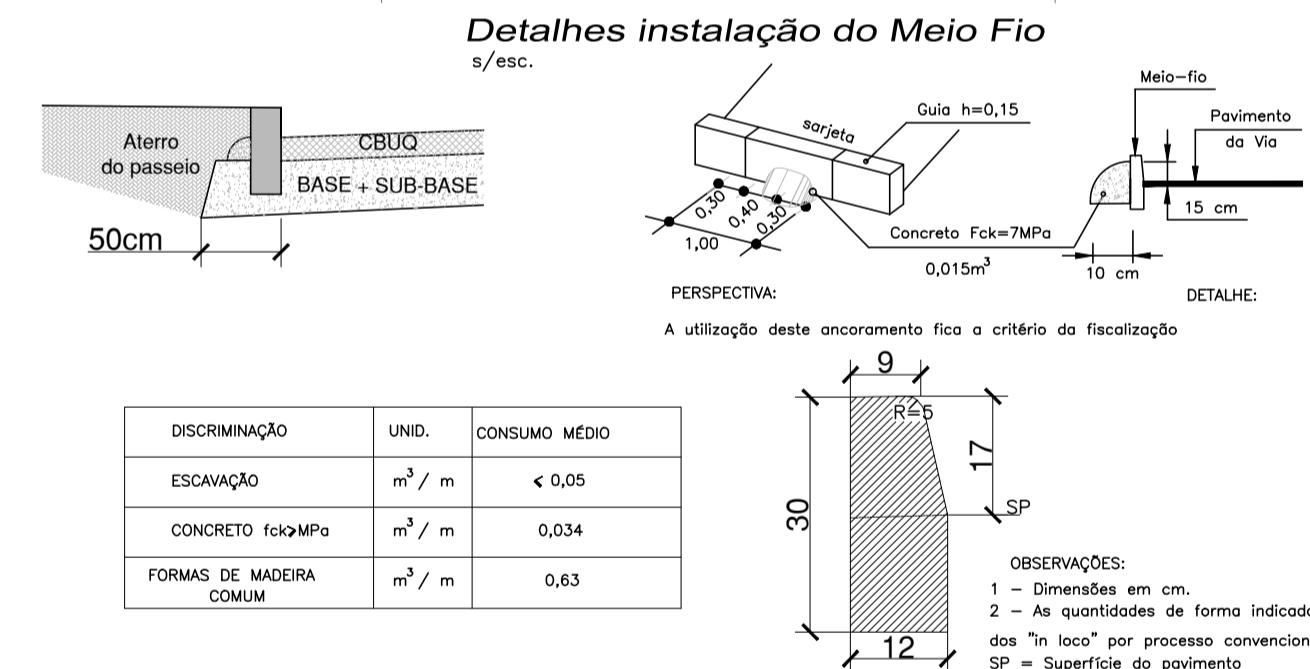 Detalhes instalação do Meio Fio
s/esc.
Aterro
do passeio
CBUQ
BASE + SUB-BASE
50cm
sarjeta
Guia h=0,15
0,30
0,40
0,30
1,00
Concreto Fck=7MPa
0,015m³
PERSPECTIVA:
Meio-fio
Pavimento
da Via
15 cm
10 cm
DETALHE:
A utilização deste ancoramento fica a critério da fiscalização
DISCRIMINAÇÃO UNID. CONSUMO MÉDIO
ESCAVAÇÃO m³/ m < 0,05
CONCRETO fck>MPa m³/ m 0,034
FORMAS DE MADEIRA
COMUM m³/ m 0,63
9
R=5
17
30
SP
12
OBSERVAÇÕES:
1 - Dimensões em cm.
2 - As quantidades de forma indicado
dos "in loco" por processo convencion
SP = Superfície do pavimento